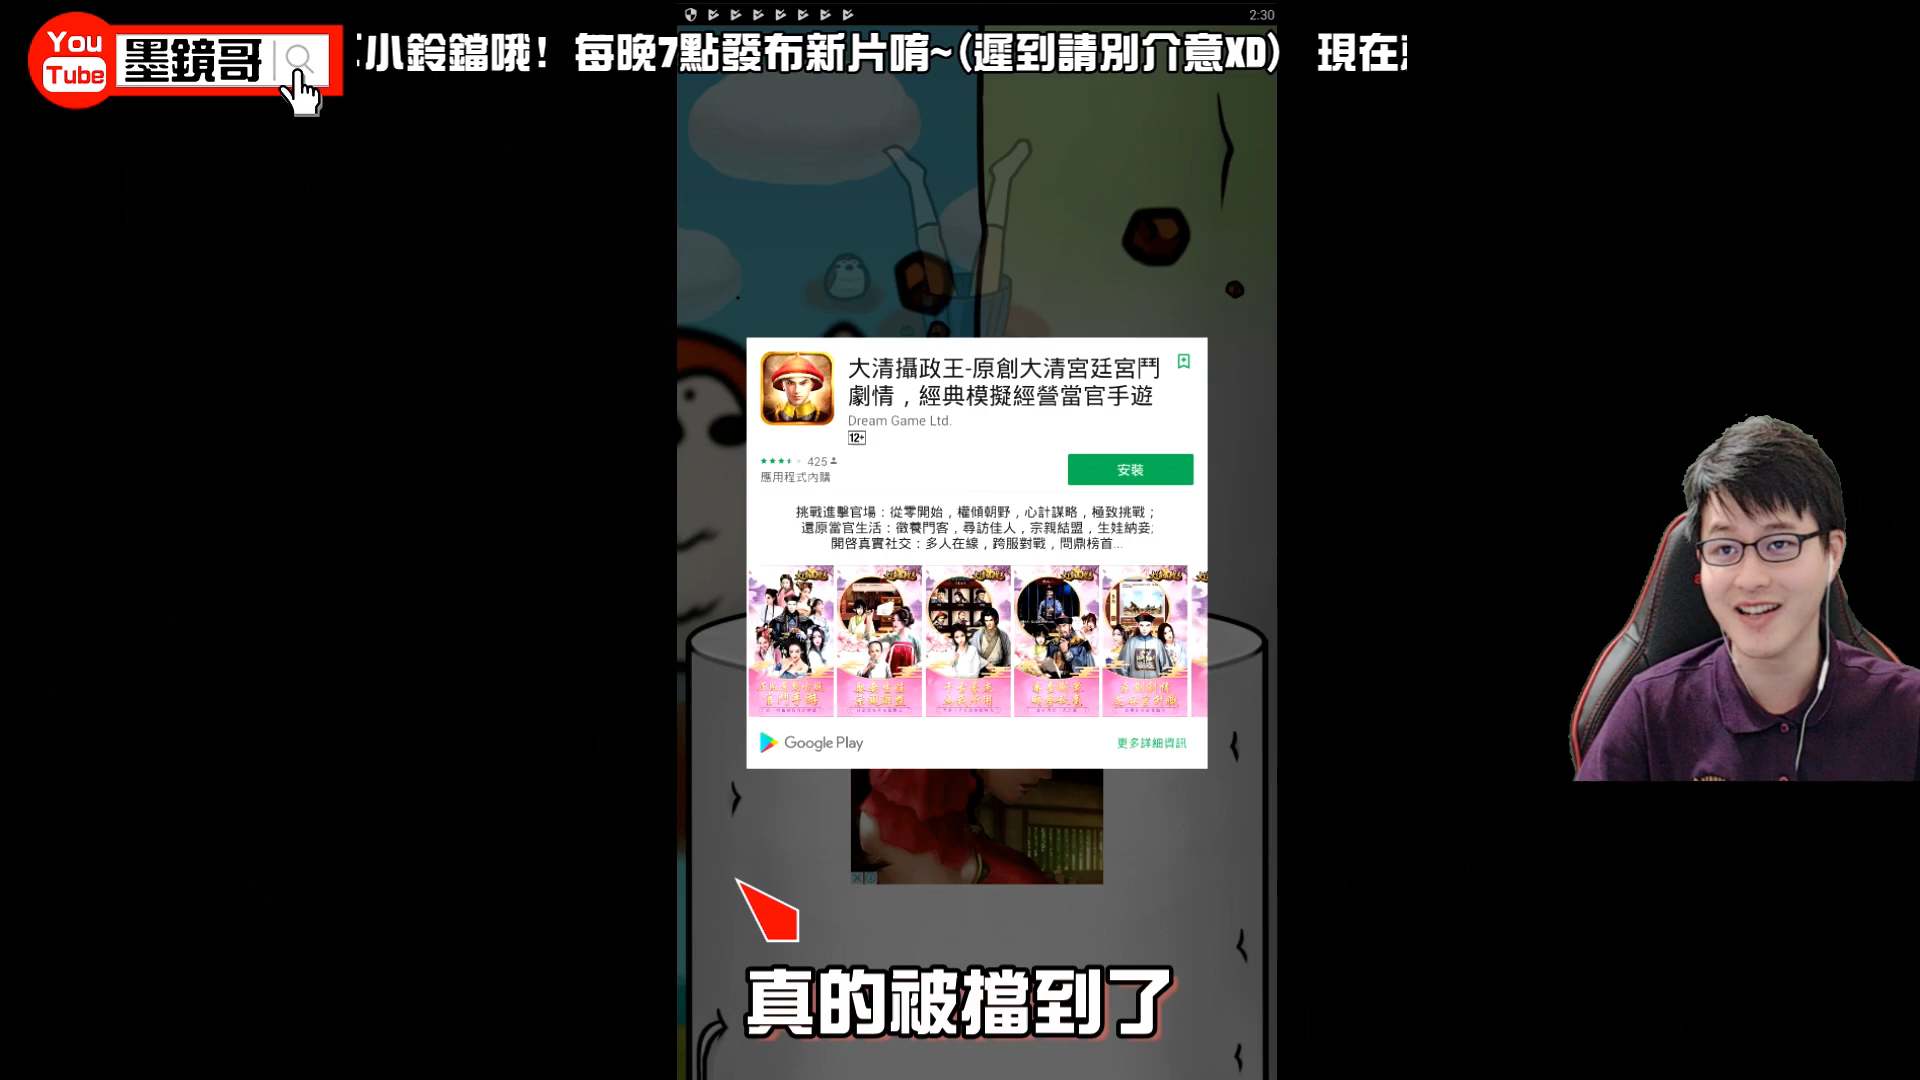 2:30
You
Tube
墨鏡哥
小鈴鐺哦！每晚7點發布新片唷~(遲到請別介意XD) 現在
大清攝政王-原創大清宮廷宮鬥
劇情，經典模擬經營當官手遊
Dream Game Ltd.
12+
425
應用程式內購
安裝
挑戰進擊官場：從零開始，權傾朝野，心計謀略，極致挑戰；
還原當官生活：徵養門客，尋訪佳人，宗親結盟，生娃納妾;
開啓真實社交：多人在線，跨服對戰，問鼎榜首...
Google Play
更多詳細資訊
真的被擋到了